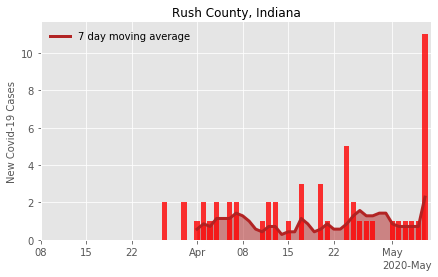 Rush County, Indiana
7 day moving average
New Covid-19 Cases
10
8
6
4
2
0
08
15
22
Apr
08
15
22
May
2020-May